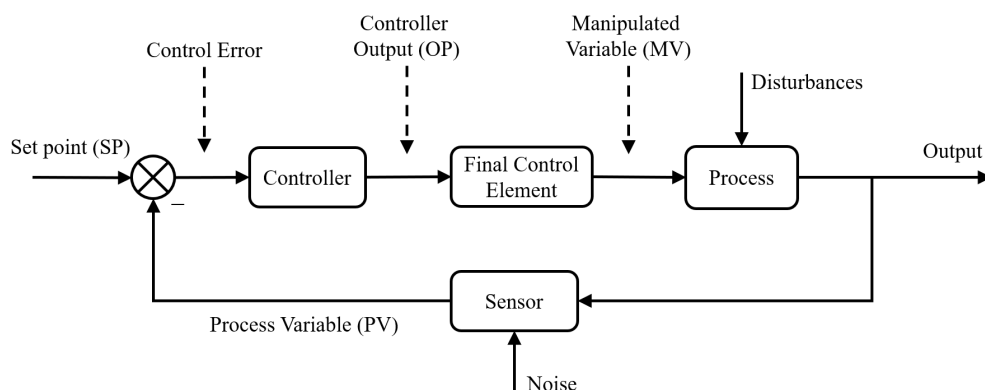 Control Error
Controller
Output (OP)
Manipulated
Variable (MV)
Disturbances
Set point (SP)
Controller
Final Control
Element
Process
Output
−
Sensor
Process Variable (PV)
Noise